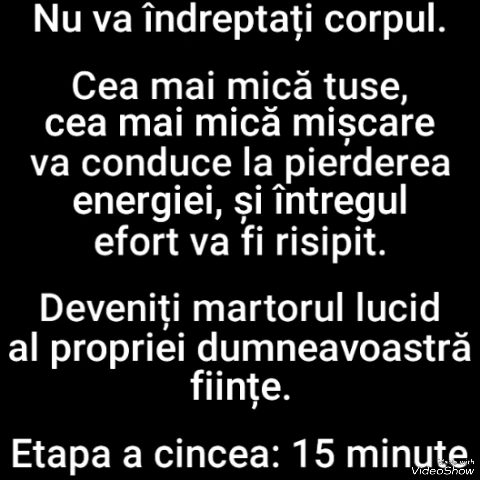 Nu va îndreptați corpul.
Cea mai mică tuse,
cea mai mică mișcare
va conduce la pierderea
energiei, și întregul
efort va fi risipit.
Deveniți martorul lucid
al propriei dumneavoastră
ființe.
Etapa a cincea: 15 minute
VideoShow